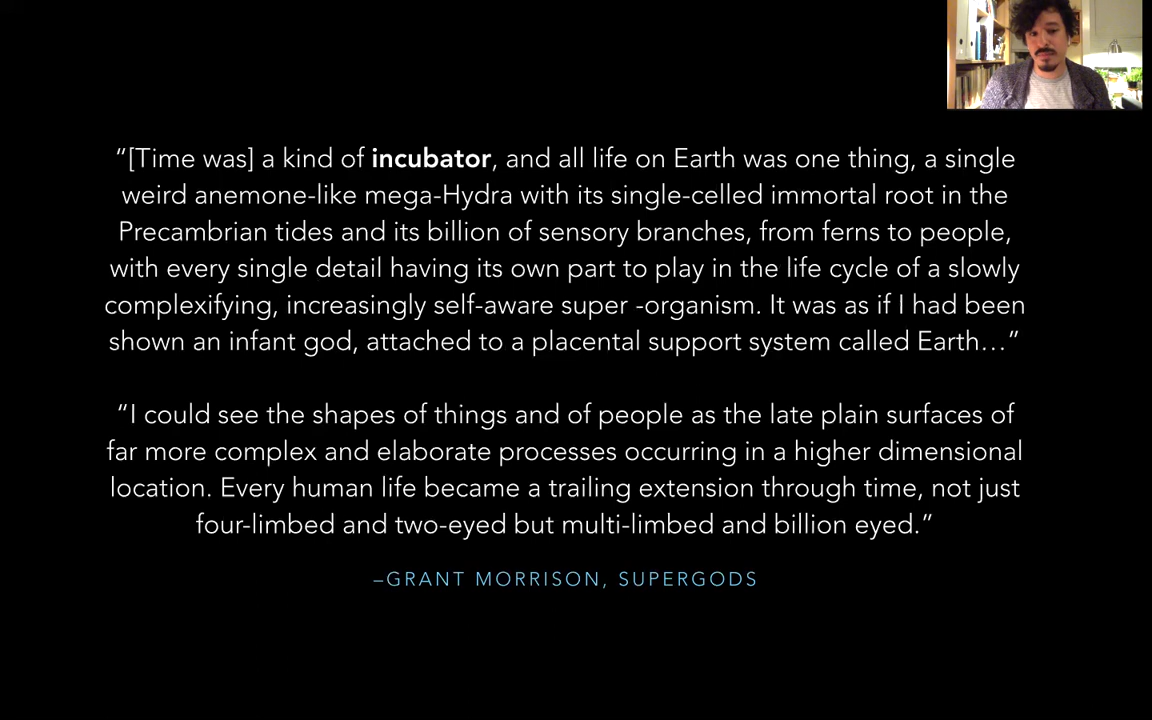 “[Time was] a kind of incubator, and all life on Earth was one thing, a single
weird anemone-like mega-Hydra with its single-celled immortal root in the
Precambrian tides and its billion of sensory branches, from ferns to people,
with every single detail having its own part to play in the life cycle of a slowly
complexifying, increasingly self-aware super -organism. It was as if I had been
shown an infant god, attached to a placental support system called Earth…”
“I could see the shapes of things and of people as the late plain surfaces of
far more complex and elaborate processes occurring in a higher dimensional
location. Every human life became a trailing extension through time, not just
four-limbed and two-eyed but multi-limbed and billion eyed.”
–GRANT MORRISON, SUPERGODS